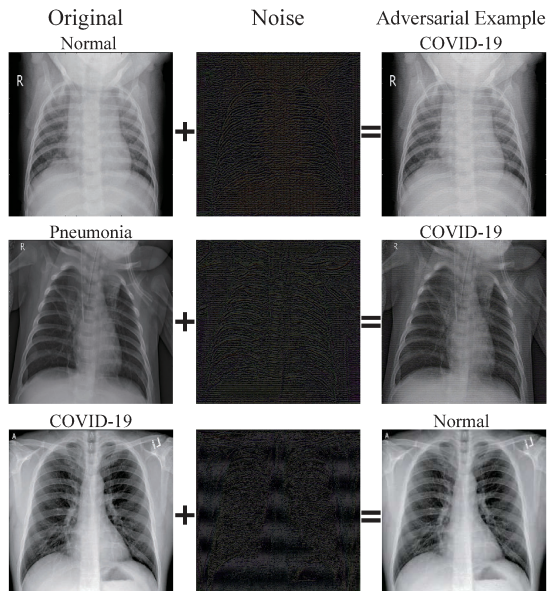 Original Noise Adversarial Example
Normal COVID-19
R
+ =
Pneumonia COVID-19
R R
+ =
COVID-19 Normal
A A
+ =